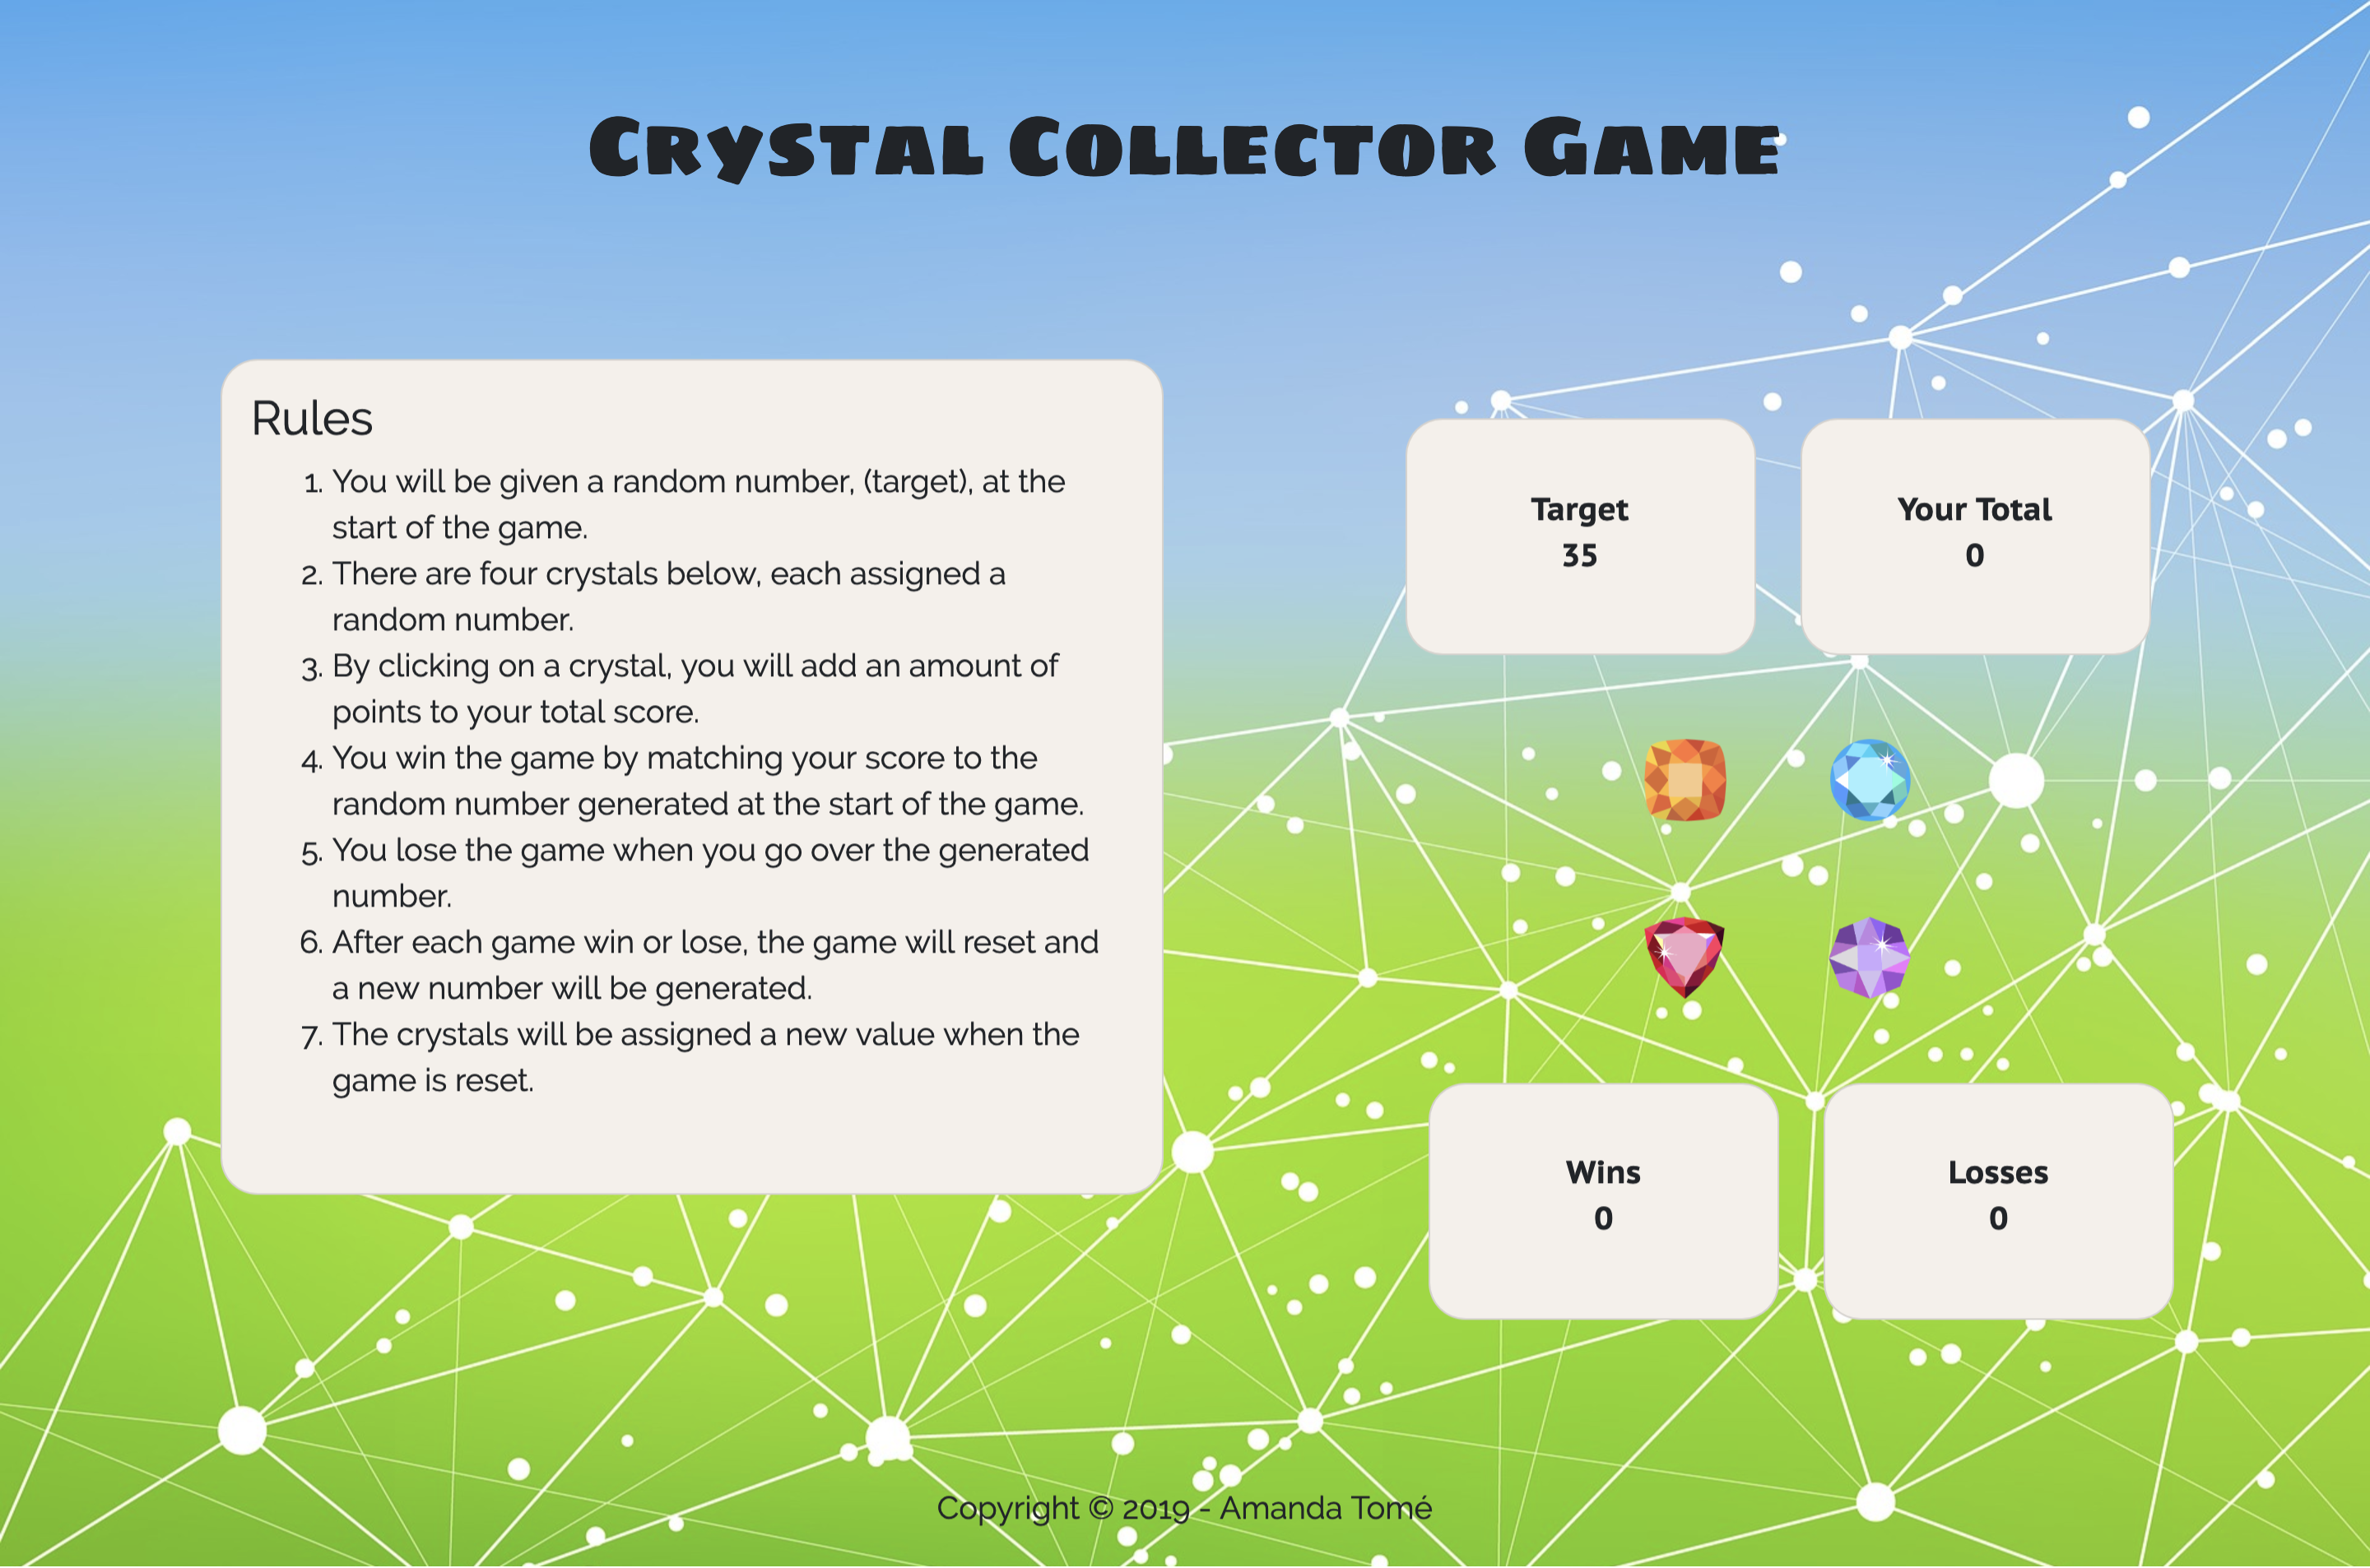 Crystal Collector Game
Rules
1. You will be given a random number, (target), at the
start of the game.
2. There are four crystals below, each assigned a
random number.
3. By clicking on a crystal, you will add an amount of
points to your total score.
4. You win the game by matching your score to the
random number generated at the start of the game.
5. You lose the game when you go over the generated
number.
6. After each game win or lose, the game will reset and
a new number will be generated.
7. The crystals will be assigned a new value when the
game is reset.
Target
35
Your Total
0
Wins
0
Losses
0
Copyright © 2019 - Amanda Tomé